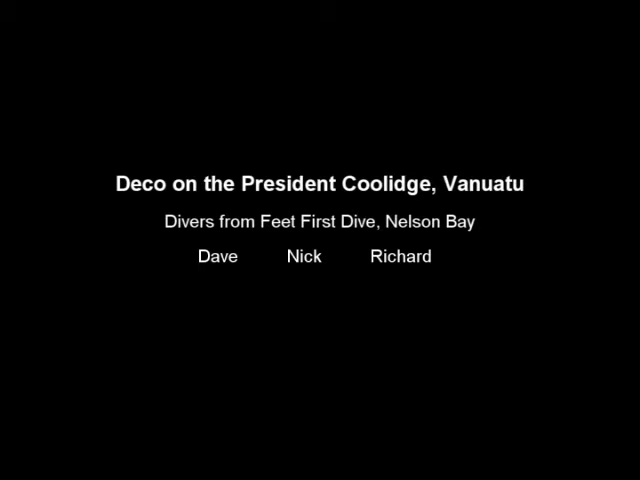 Deco on the President Coolidge, Vanuatu
Divers from Feet First Dive, Nelson Bay
Dave Nick Richard